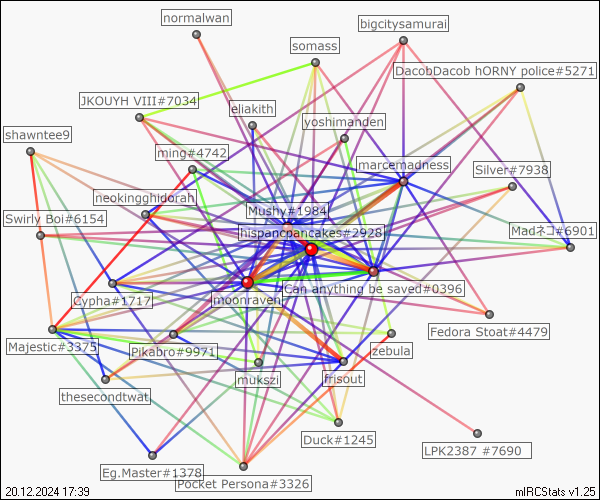 normalwan
bigcitysamurai
somass
DacobDacob hORNY police#5271
JKOUYH VIII#7034
eliakith
yoshimanden
shawntee9
ming#4742
marcemadness
Silver#7938
neokingghidorah
Mushy#1984
Swirly Boi#6154
hispancpancakes#2928
Madネコ#6901
Can anything be saved#0396
Cypha#1717
moonraven
Fedora Stoat#4479
Majestic#3375
Pikabro#9971
zebula
mukszi
frisout
thesecondtwat
Duck#1245
LPK2387 #7690
Eg.Master#1378
Pocket Persona#3326
20.12.2024 17:39
mIRCStats v1.25